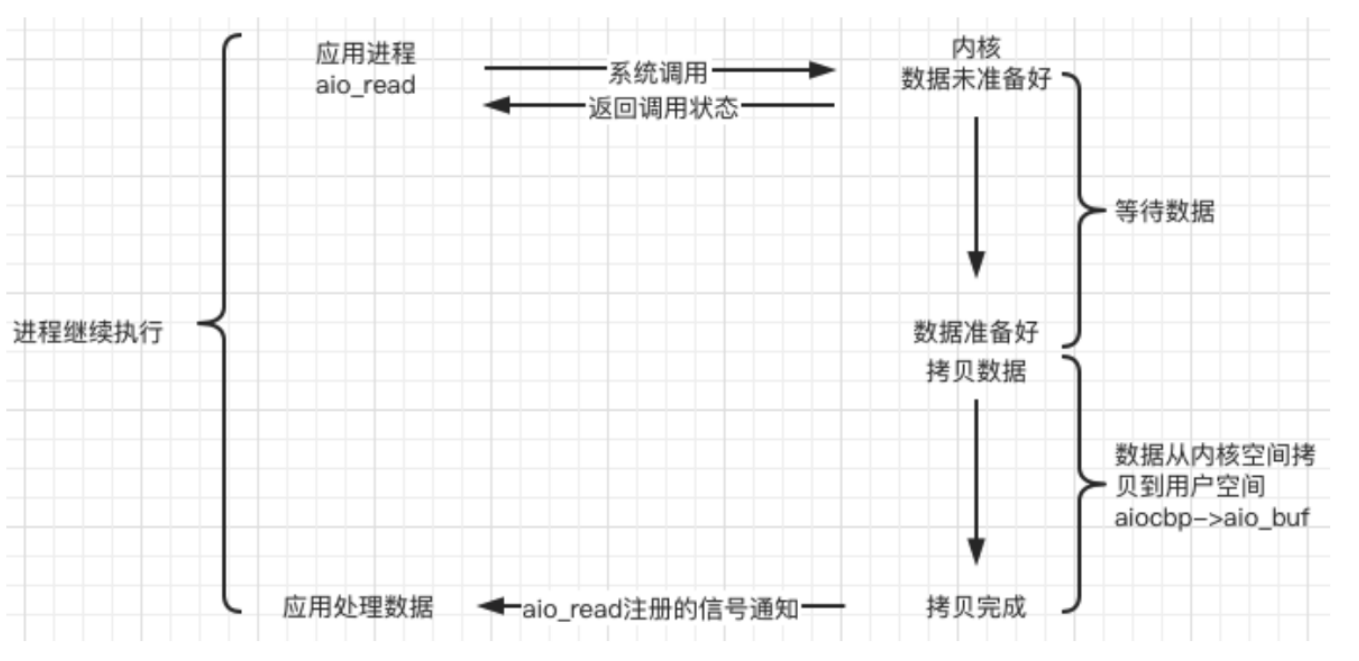 应用进程
aio_read
系统调用
返回调用状态
内核
数据未准备好
等待数据
进程继续执行
数据准备好
拷贝数据
数据从内核空间拷
贝到用户空间
aiocbp->aio_buf
应用处理数据
aio_read注册的信号通知
拷贝完成